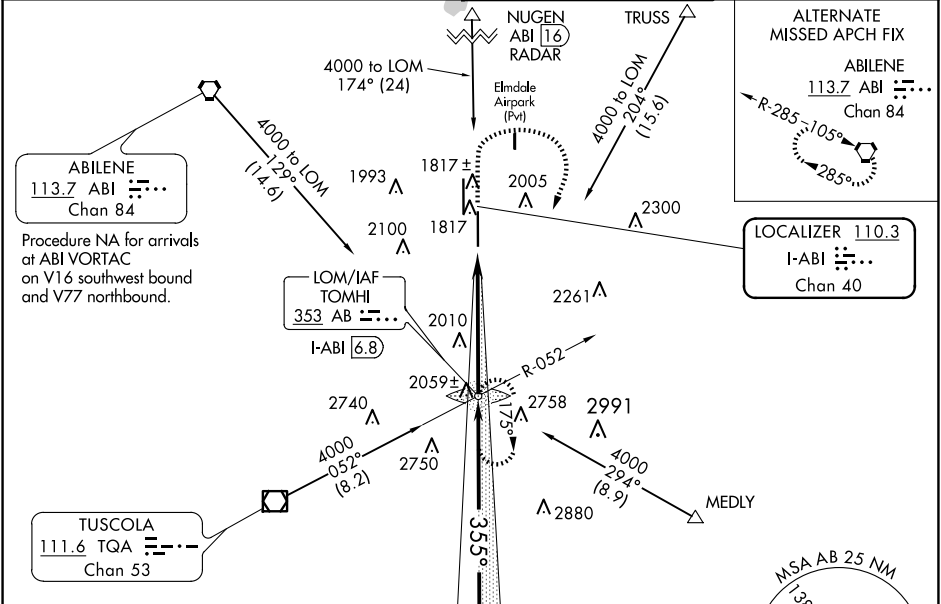 NUGEN
ABI 16
RADAR
TRUSS
4000 to LOM
174° (24)
Elmdale
Airpark
(Pvt)
4000 to LOM
204°
(15.6)
ALTERNATE
MISSED APCH FIX
ABILENE
113.7 ABI
Chan 84
R-285
105°
285°
4000 to LOM
129°
(14.6)
ABILENE
113.7 ABI
Chan 84
Procedure NA for arrivals
at ABI VORTAC
on V16 southwest bound
and V77 northbound.
1993
1817 ±
2005
1817
2300
2100
LOCALIZER 110.3
I-ABI
Chan 40
LOM/IAF
TOMHI
353 AB
I-ABI 6.8
2261
2010
R-052
2059±
2740
175°
2758
2991
4000
052°
(8.2)
2750
4000
294°
(8.9)
MEDLY
2880
TUSCOLA
111.6 TQA
Chan 53
355°
MSA AB 25 NM